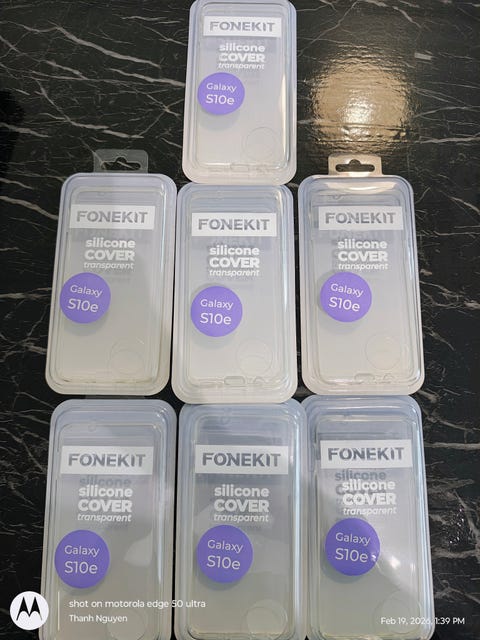 FONEKIT
silicone
COVER
transparent
Galaxy
S10e
FONEKIT
silicone
COVER
transparent
Galaxy
S10e
FONEKIT
silicone
COVER
transparent
Galaxy
S10e
FONEKIT
silicone
COVER
transparent
Galaxy
S10e
FONEKIT
silicone
COVER
transparent
Galaxy
S10e
FONEKIT
silicone
COVER
transparent
Galaxy
S10e
FONEKIT
silicone
COVER
transparent
Galaxy
S10e
shot on motorola edge 50 ultra
Thanh Nguyen
Feb 19, 2026, 1:39 PM